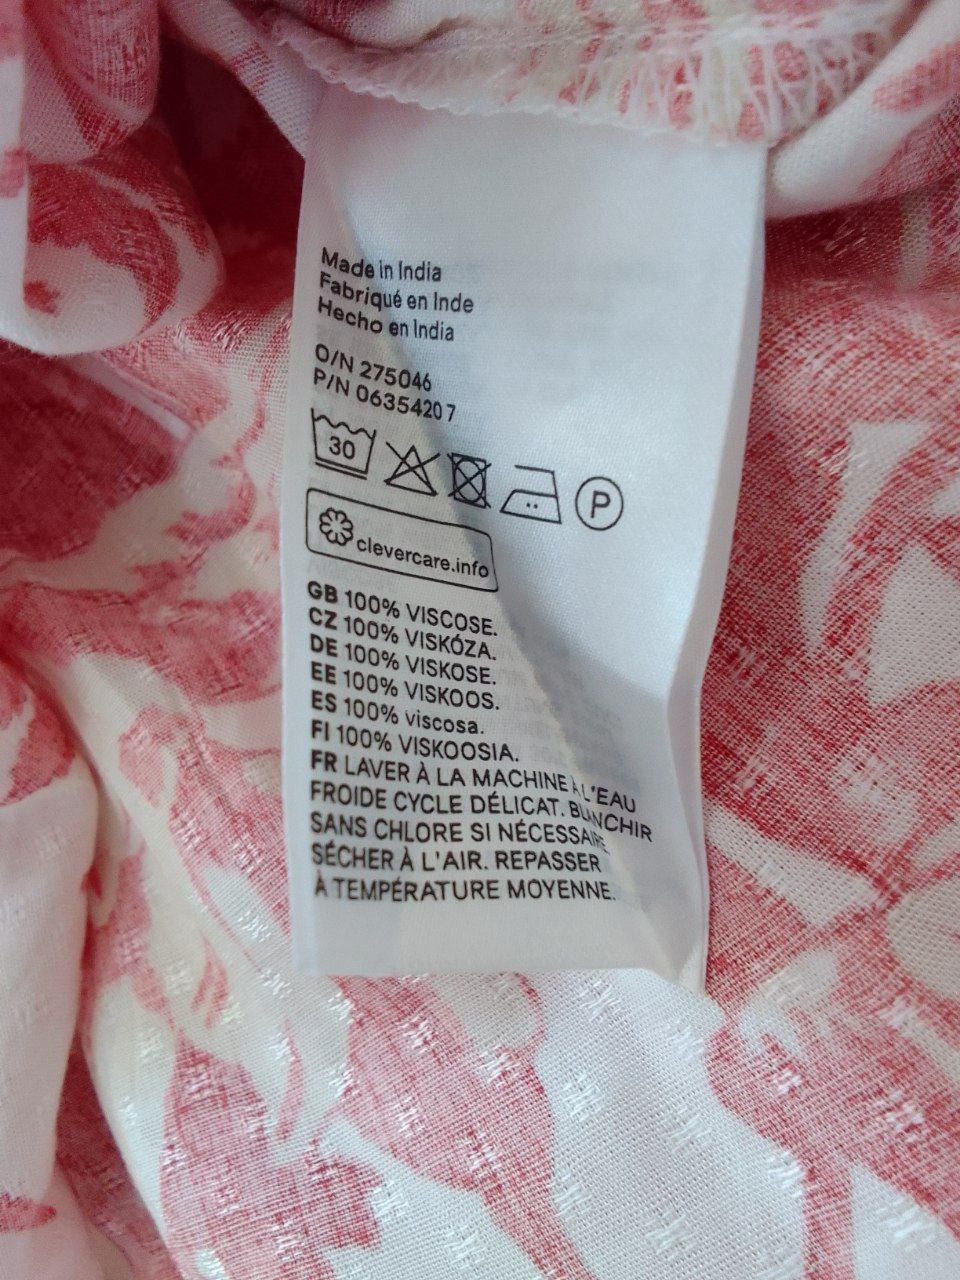 Made in India
Fabriqué en Inde
Hecho en India
O/N 275046
P/N 06354207
30
P
clevercare.info
GB 100% VISCOSE.
CZ 100% VISKÓZA.
DE 100% VISKOSE.
EE 100% VISKOOS.
ES 100% viscosa.
FI 100% VISKOOSIA.
FR LAVER À LA MACHINE À L'EAU
FROIDE CYCLE DÉLICAT. BLANCHIR
SANS CHLORE SI NÉCESSAIRE.
SÉCHER À L'AIR. REPASSER
À TEMPÉRATURE MOYENNE.